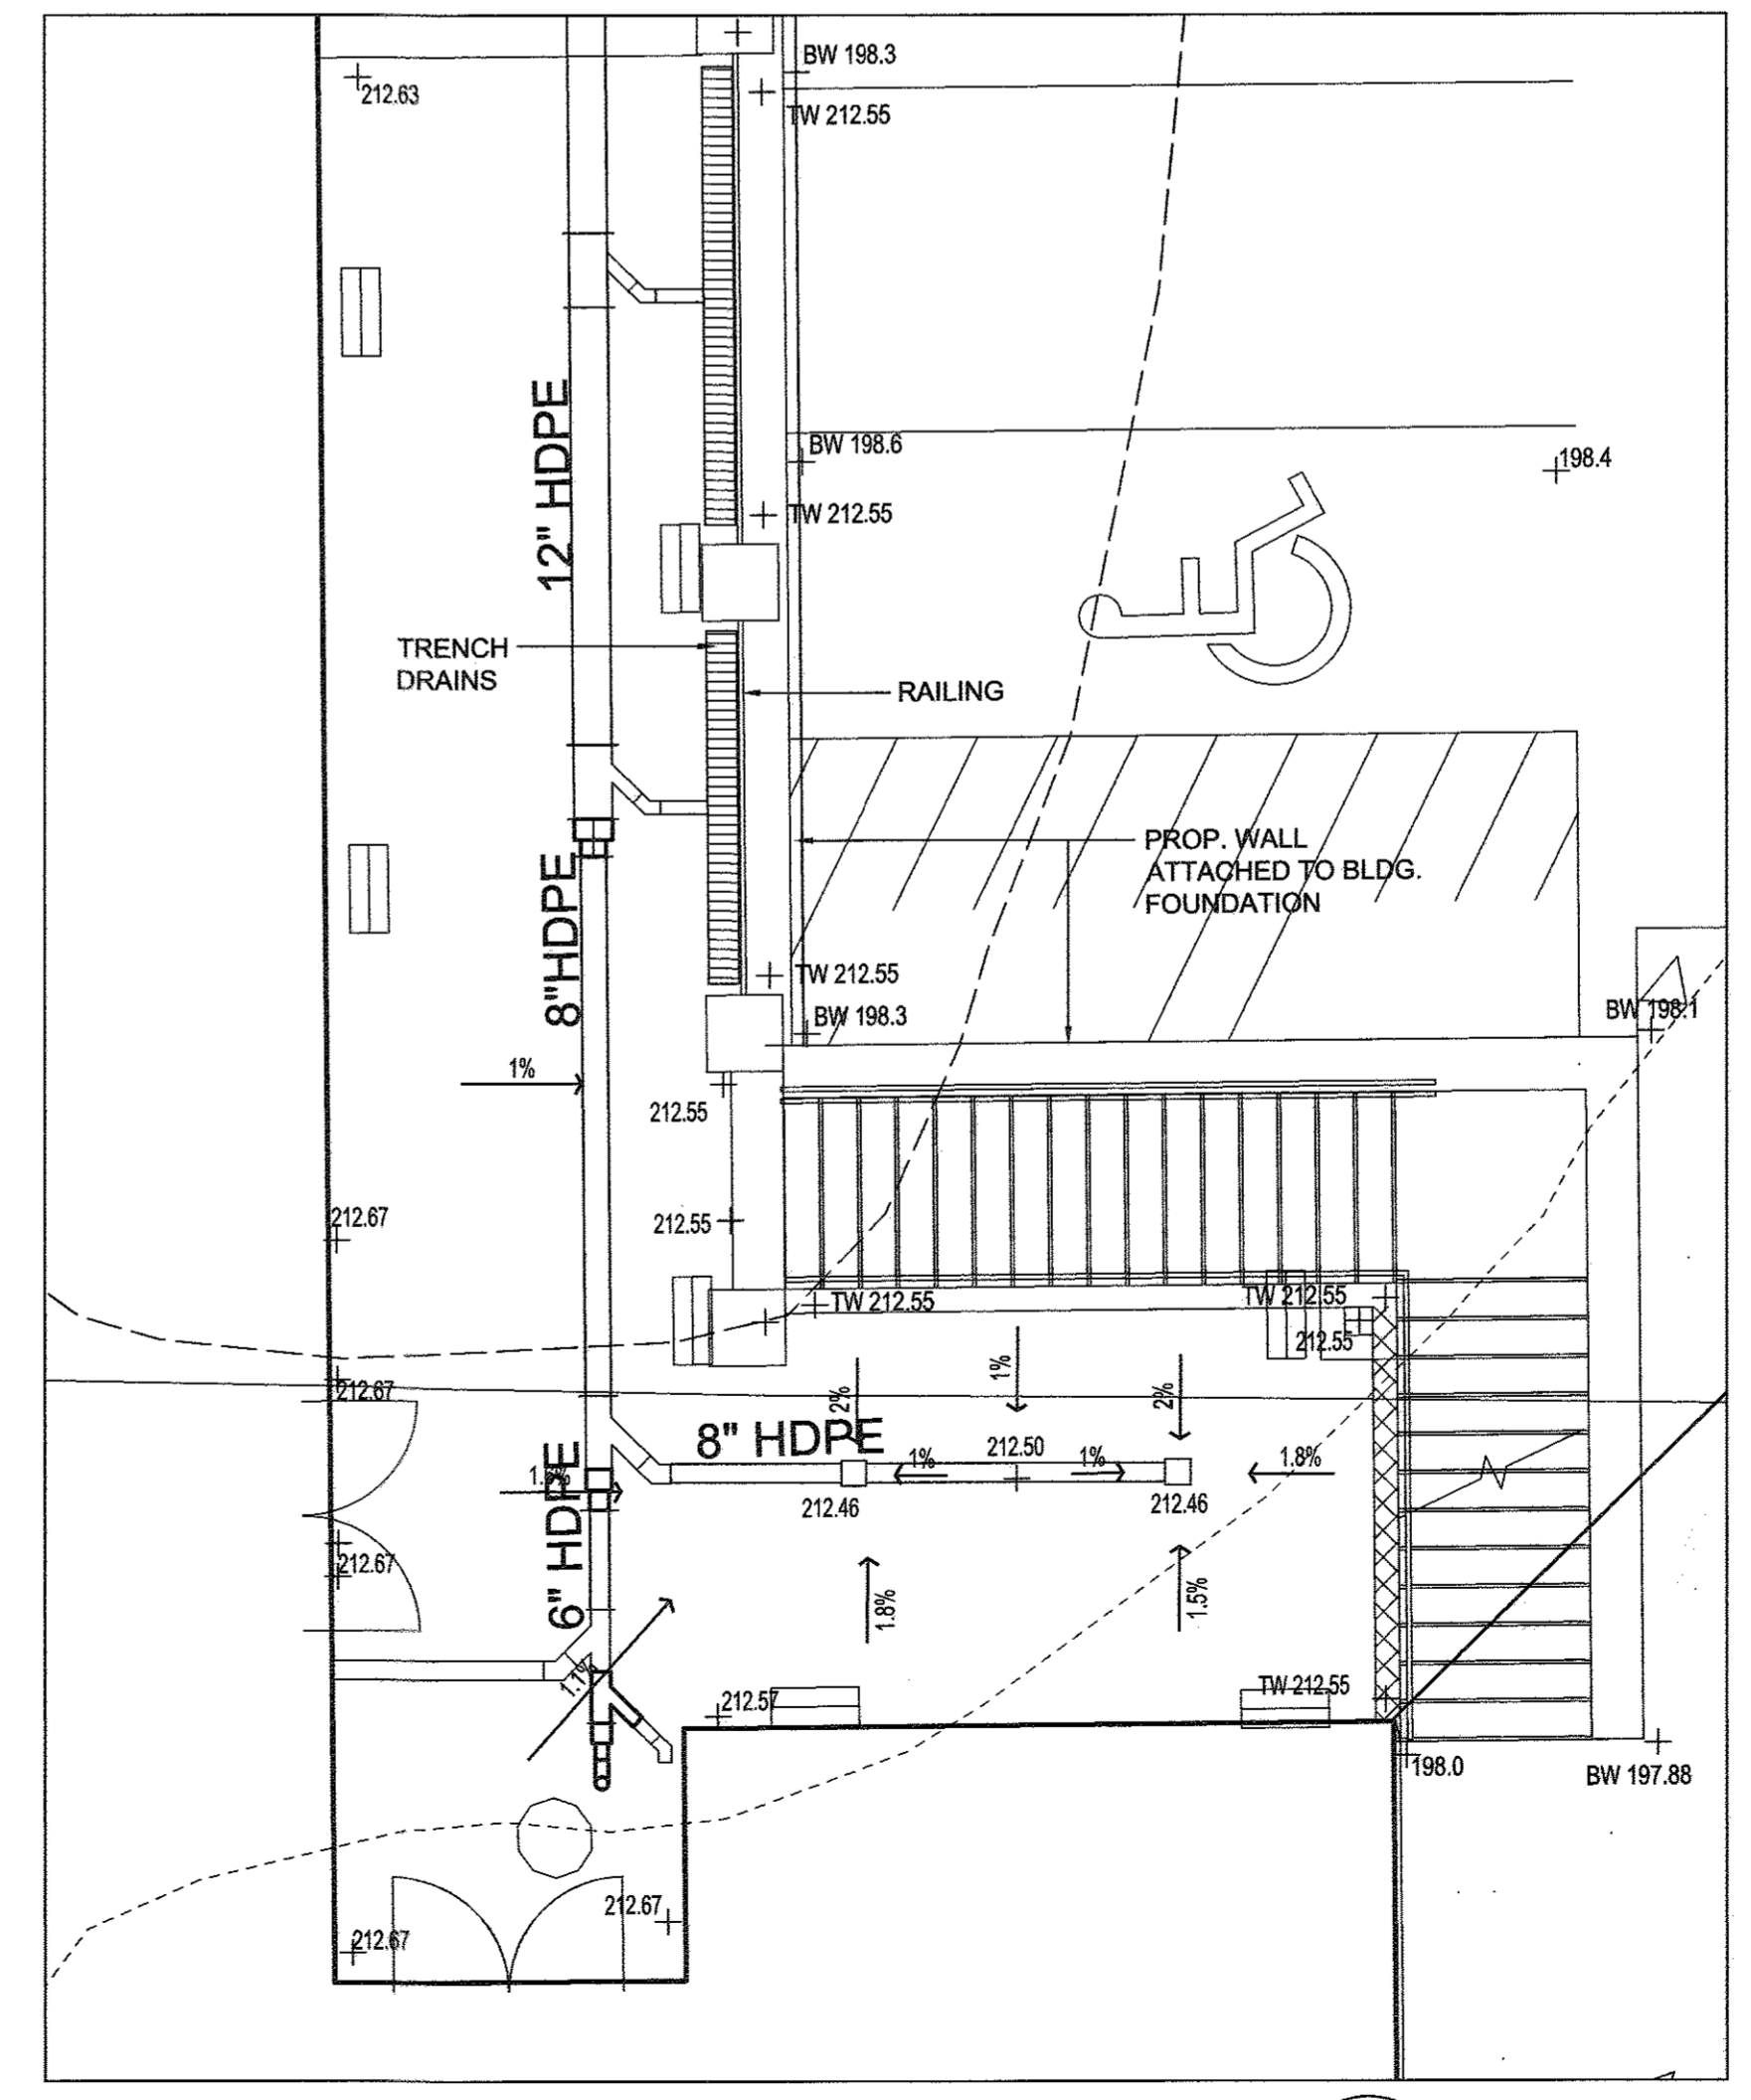 BW 198.3
212.63
TW 212.55
12" HDPE
BW 198.6
198.4
TW 212.55
TRENCH
DRAINS
RAILING
PROP. WALL
ATTACHED TO BLDG.
FOUNDATION
8"HDPE
TW 212.55
BW 198.3
BW 198.1
1%
212.55
212.67
212.55
TW 212.55
TW 212.55
212.55
1%
2%
2%
212.67
8" HDPE
212.50
1%
1%
1.8%
212.46
212.46
6" HDPE
212.67
1.8%
1.5%
1.1%
212.57
TW 212.55
198.0
BW 197.88
212.67
212.67